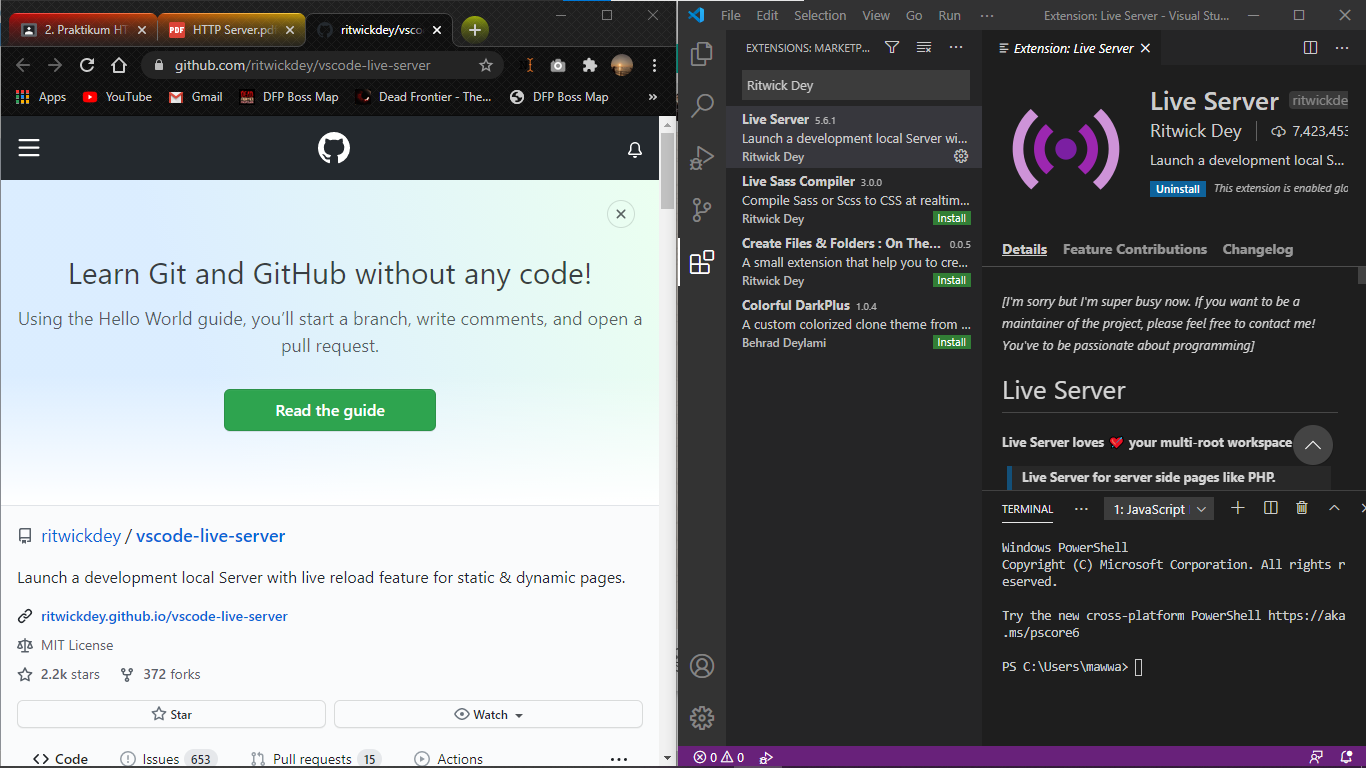 2. Praktikum HT
HTTP Server.pd
ritwickdey/vsco
github.com/ritwickdey/vscode-live-server
Apps
YouTube
Gmail
DFP Boss Map
Dead Frontier - The...
DFP Boss Map
»
Learn Git and GitHub without any code!
Using the Hello World guide, you'll start a branch, write comments, and open a
pull request.
Read the guide
ritwickdey / vscode-live-server
Launch a development local Server with live reload feature for static & dynamic pages.
ritwickdey.github.io/vscode-live-server
MIT License
2.2k stars 372 forks
Star
Watch
Code Issues 653 Pull requests 15 Actions ...
File Edit Selection View Go Run ... Extension: Live Server - Visual Stu...
EXTENSIONS: MARKETP...
Ritwick Dey
Live Server 5.6.1
Launch a development local Server wi...
Ritwick Dey
Live Sass Compiler 3.0.0
Compile Sass or Scss to CSS at realtim...
Ritwick Dey Install
Create Files & Folders : On The... 0.0.5
A small extension that help you to cre...
Ritwick Dey Install
Colorful DarkPlus 1.0.4
A custom colorized clone theme from ...
Behrad Deylami Install
Extension: Live Server
Live Server ritwickde
Ritwick Dey 7,423,453
Launch a development local S...
Uninstall This extension is enabled glo
Details Feature Contributions Changelog
[I'm sorry but I'm super busy now. If you want to be a
maintainer of the project, please feel free to contact me!
You've to be passionate about programming]
Live Server
Live Server loves 💓 your multi-root workspace
Live Server for server side pages like PHP.
TERMINAL ... 1: JavaScript
Windows PowerShell
Copyright (C) Microsoft Corporation. All rights r
eserved.
Try the new cross-platform PowerShell https://aka
.ms/pscore6
PS C:\Users\mawwa>
0 0